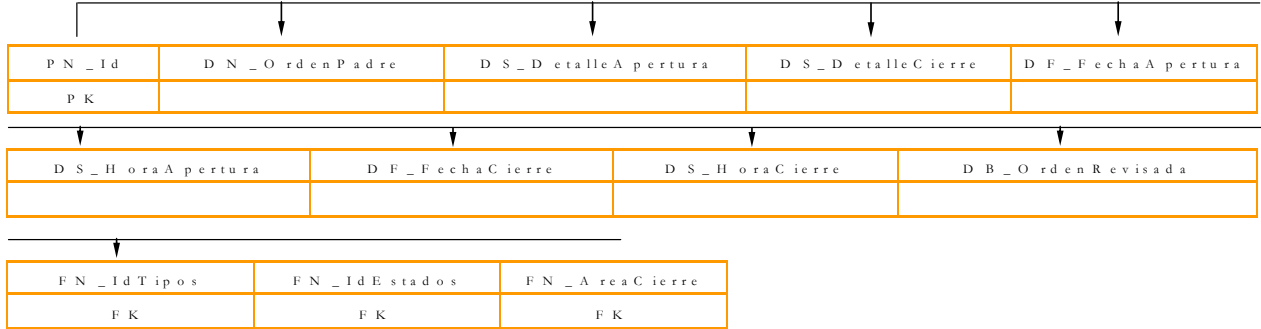 PN_Id DN_OrdenPadre DS_DetalleApertura DS_DetalleCierre DF_FechaApertura
PK
DS_HoraApertura DF_FechaCierre DS_HoraCierre DB_OrdenRevisada
FN_IdTipos FN_IdEstados FN_AreaCierre
FK FK FK